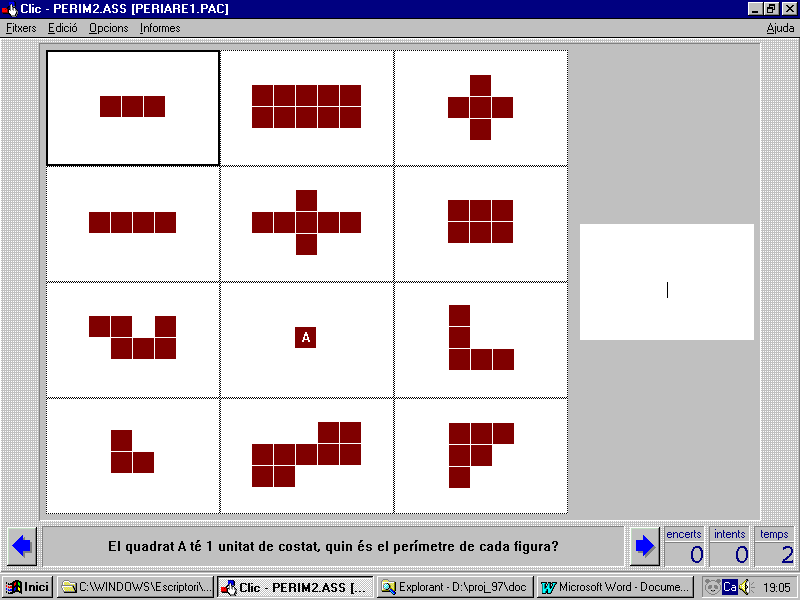 Clic - PERIM2.ASS [PERIARE1.PAC]
Fitxers Edició Opcions Informes Ajuda
A
El quadrat A té 1 unitat de costat, quin és el perímetre de cada figura?
encerts intents temps
0 0 2
Inici C:\WINDOWS\Escriptori\... Clic - PERIM2.ASS [... Explorant - D:\proj_97\doc Microsoft Word - Docume... Ca 19:05